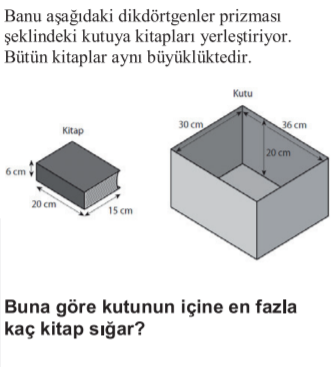 Banu aşağıdaki dikdörtgenler prizması
şeklindeki kutuya kitapları yerleştiriyor.
Bütün kitaplar aynı büyüklüktedir.
Kutu
30 cm
36 cm
Kitap
20 cm
6 cm
20 cm
15 cm
Buna göre kutunun içine en fazla
kaç kitap sığar?